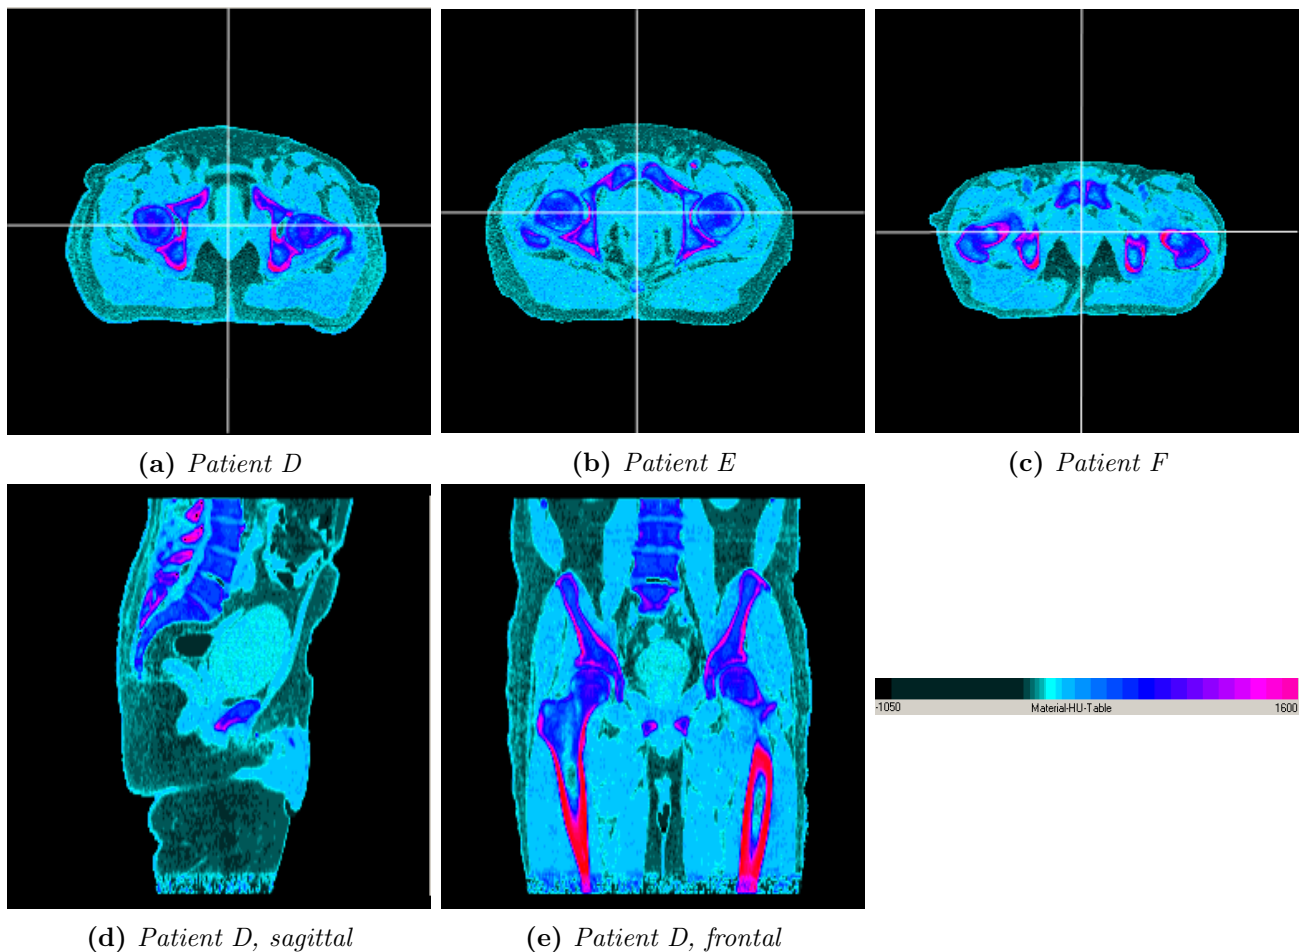 (a) Patient D
(b) Patient E
(c) Patient F
-1050 Material-HU-Table 1600
(d) Patient D, sagittal
(e) Patient D, frontal